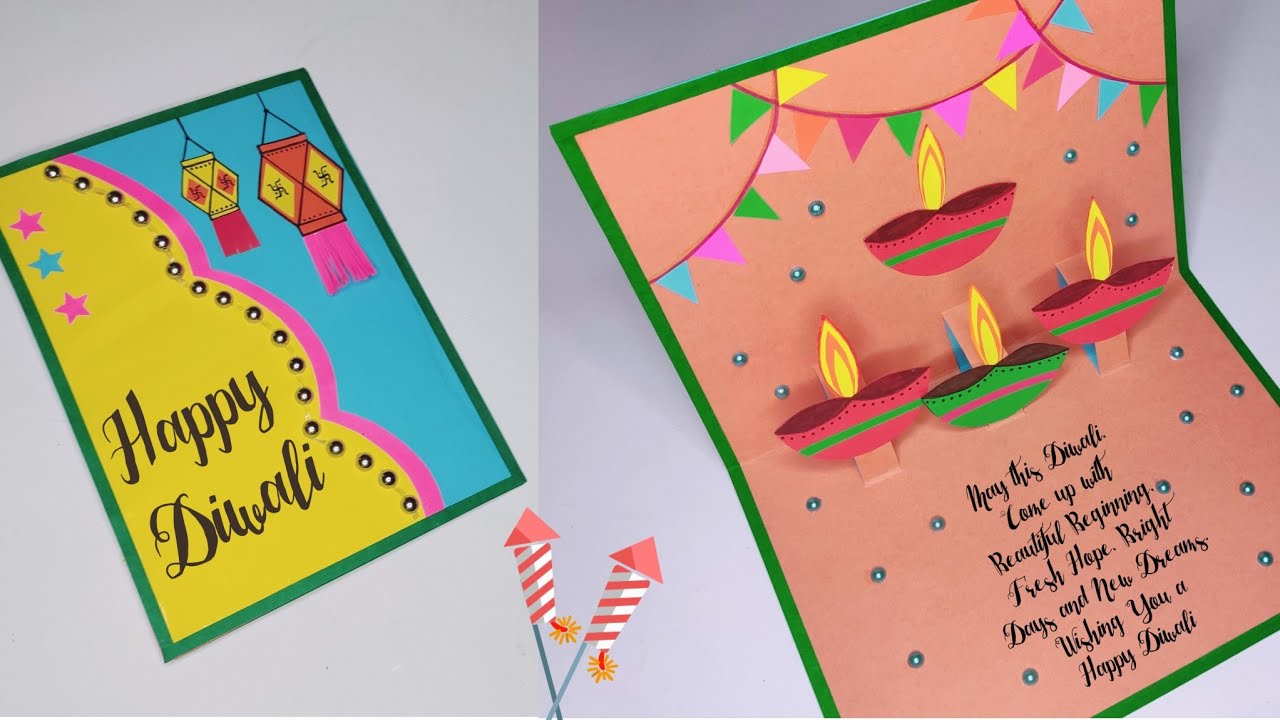 Happy
Diwali
May this Diwali.
Come up with
Beautiful Beginning.
Fresh Hope. Bright
Days and New Dreams.
Wishing You a
Happy Diwali